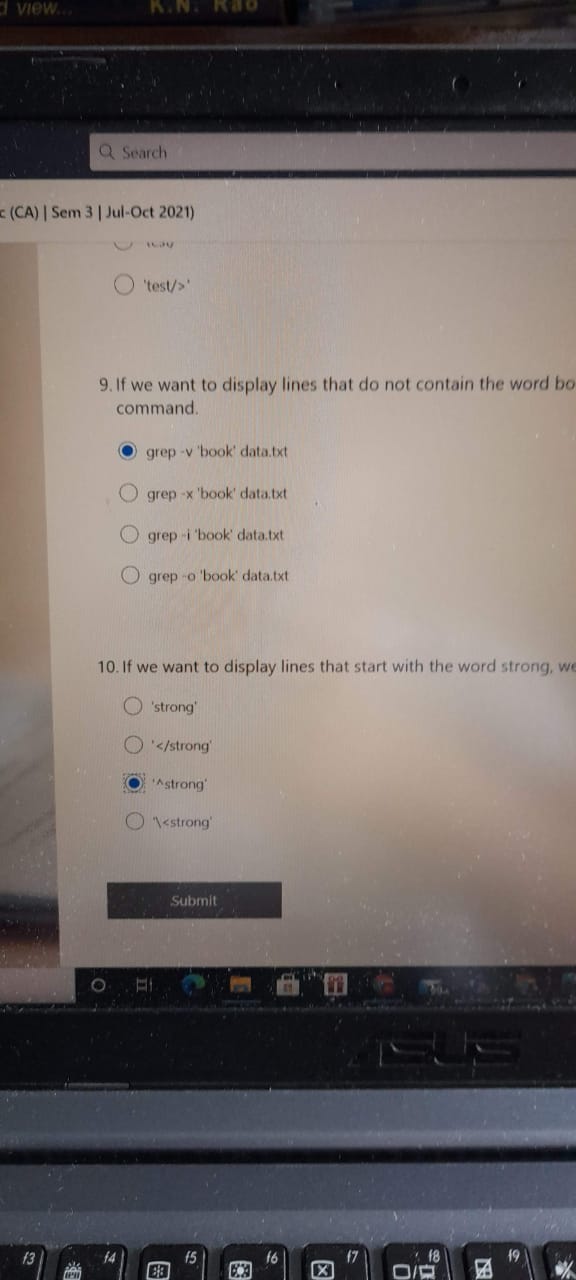 view...
K.N. Rao
Search
(CA) | Sem 3 | Jul-Oct 2021)
'test/>'
9. If we want to display lines that do not contain the word bo
command.
grep -v 'book' data.txt
grep -x 'book' data.txt
grep -i 'book' data.txt
grep -o 'book' data.txt
10. If we want to display lines that start with the word strong, we
'strong'
'</strong'
'^strong'
'\<strong'
Submit
ASUS
f3
f4
f5
f6
f7
f8
f9